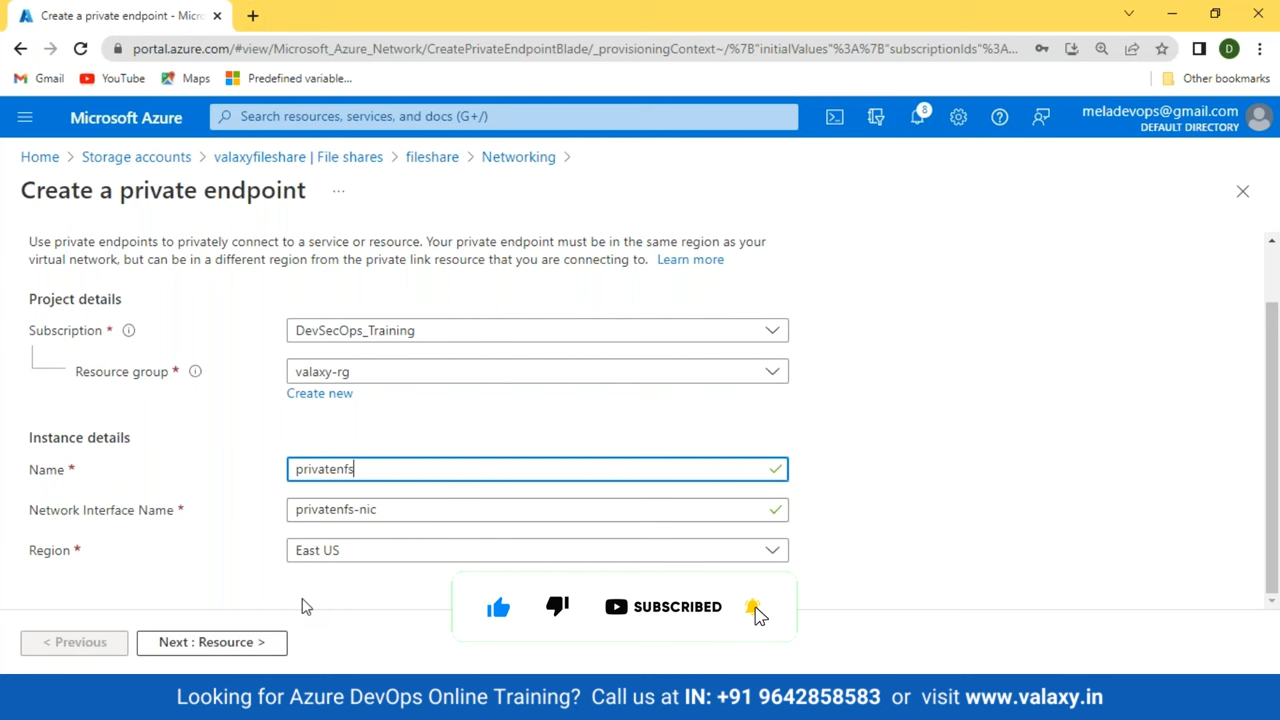 Create a private endpoint - Micr
portal.azure.com/#view/Microsoft_Azure_Network/CreatePrivateEndpointBlade/_provisioningContext~/%7B"initialValues"%3A%7B"subscriptionIds"%3A...
D
Gmail YouTube Maps Predefined variable... Other bookmarks
Microsoft Azure
Search resources, services, and docs (G+/)
8
meladevops@gmail.com
DEFAULT DIRECTORY
Home > Storage accounts > valaxyfileshare | File shares > fileshare > Networking >
Create a private endpoint ...
Use private endpoints to privately connect to a service or resource. Your private endpoint must be in the same region as your
virtual network, but can be in a different region from the private link resource that you are connecting to. Learn more
Project details
Subscription * DevSecOps_Training
Resource group * valaxy-rg
Create new
Instance details
Name * privatenfs
Network Interface Name * privatenfs-nic
Region * East US
SUBSCRIBED
< Previous Next : Resource >
Looking for Azure DevOps Online Training? Call us at IN: +91 9642858583 or visit www.valaxy.in